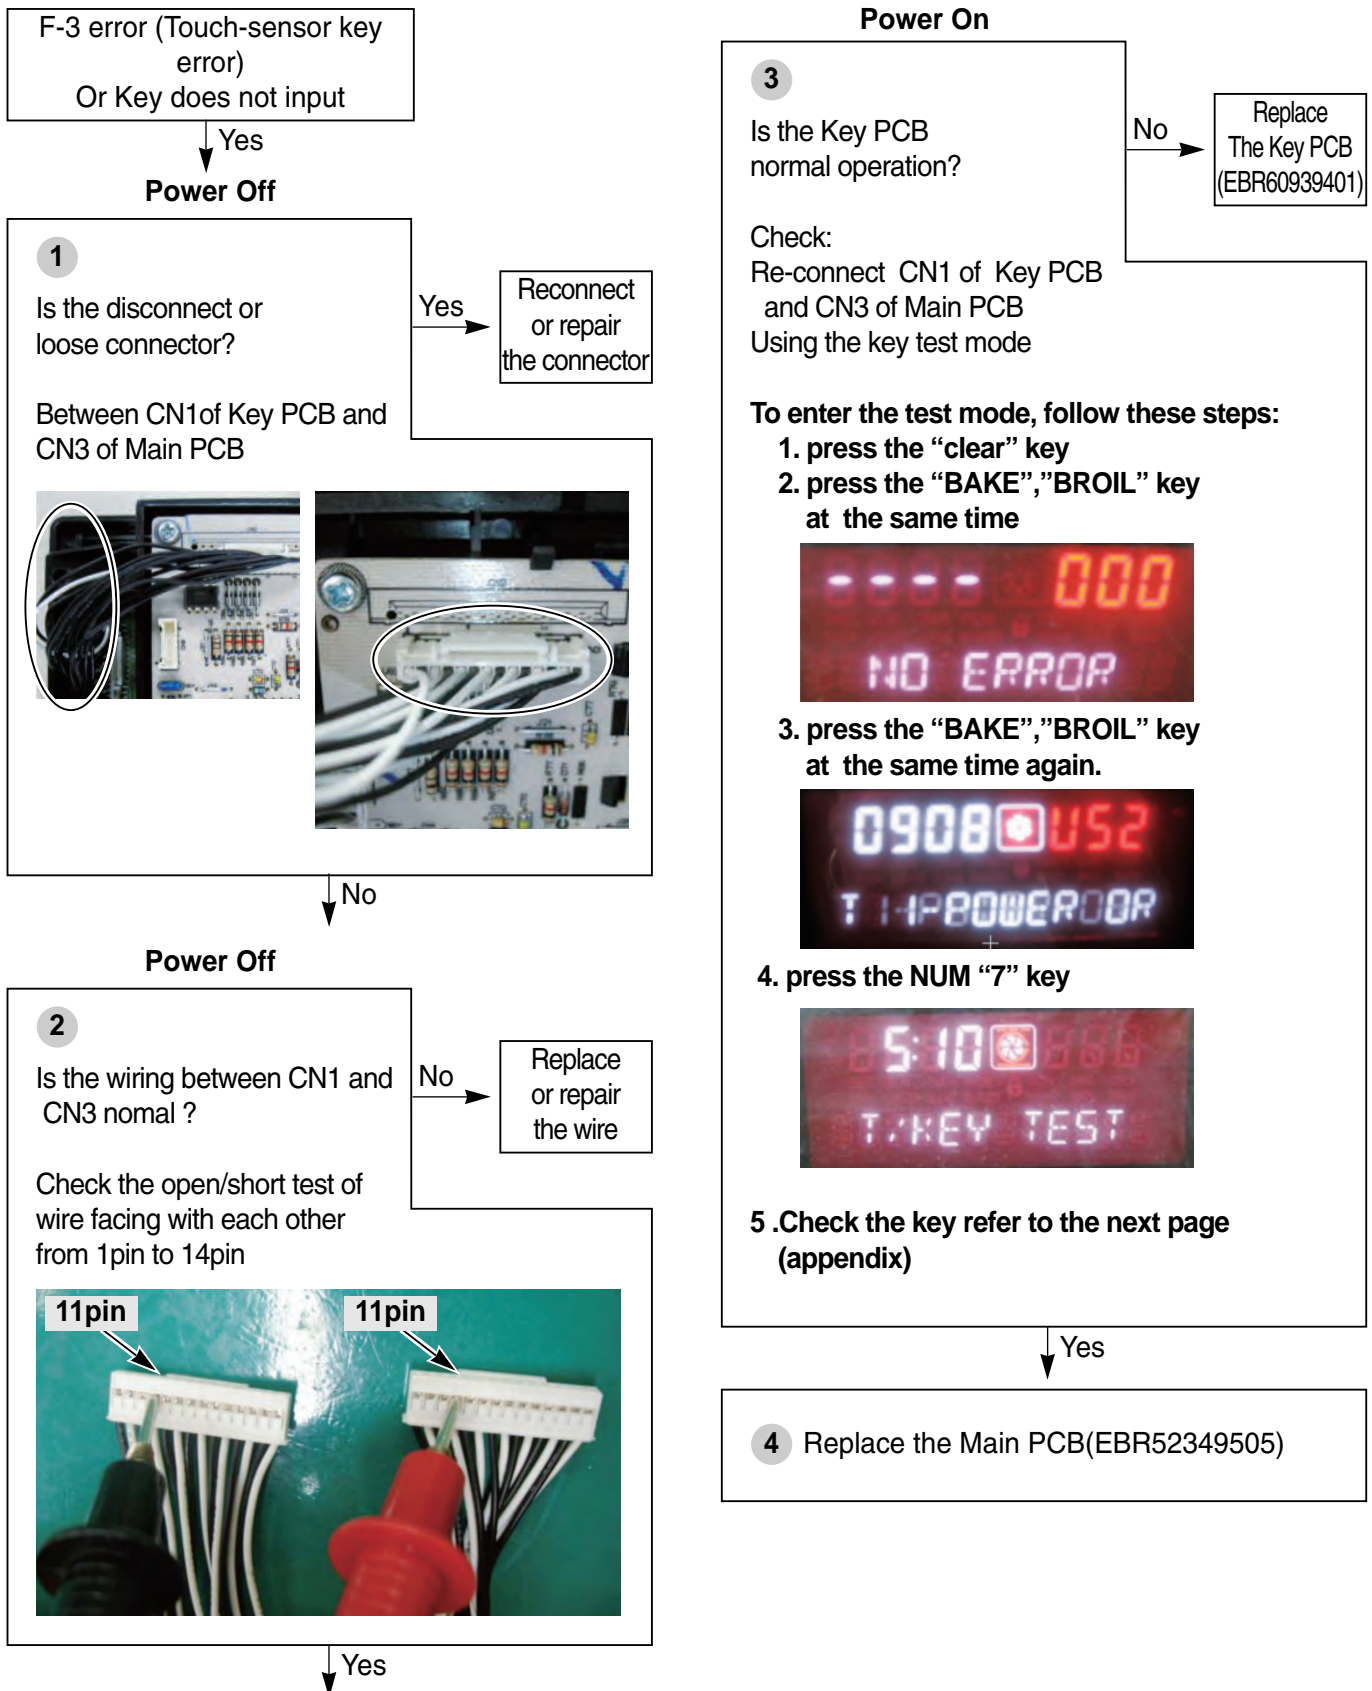 F-3 error (Touch-sensor key
error)
Or Key does not input
Yes
Power Off
1
Is the disconnect or
loose connector?
Yes
Reconnect
or repair
the connector
Between CN1of Key PCB and
CN3 of Main PCB
No
Power Off
2
Is the wiring between CN1 and
CN3 nomal ?
No
Replace
or repair
the wire
Check the open/short test of
wire facing with each other
from 1pin to 14pin
11pin
11pin
Yes
Power On
3
Is the Key PCB
normal operation?
No
Replace
The Key PCB
(EBR60939401)
Check:
Re-connect CN1 of Key PCB
and CN3 of Main PCB
Using the key test mode
To enter the test mode, follow these steps:
1. press the “clear” key
2. press the “BAKE”,”BROIL” key
at the same time
---- 000
NO ERROR
3. press the “BAKE”,”BROIL” key
at the same time again.
0908 US2
T 1-POWER OR
4. press the NUM “7” key
5:10
T/KEY TEST
5 .Check the key refer to the next page
(appendix)
Yes
4 Replace the Main PCB(EBR52349505)